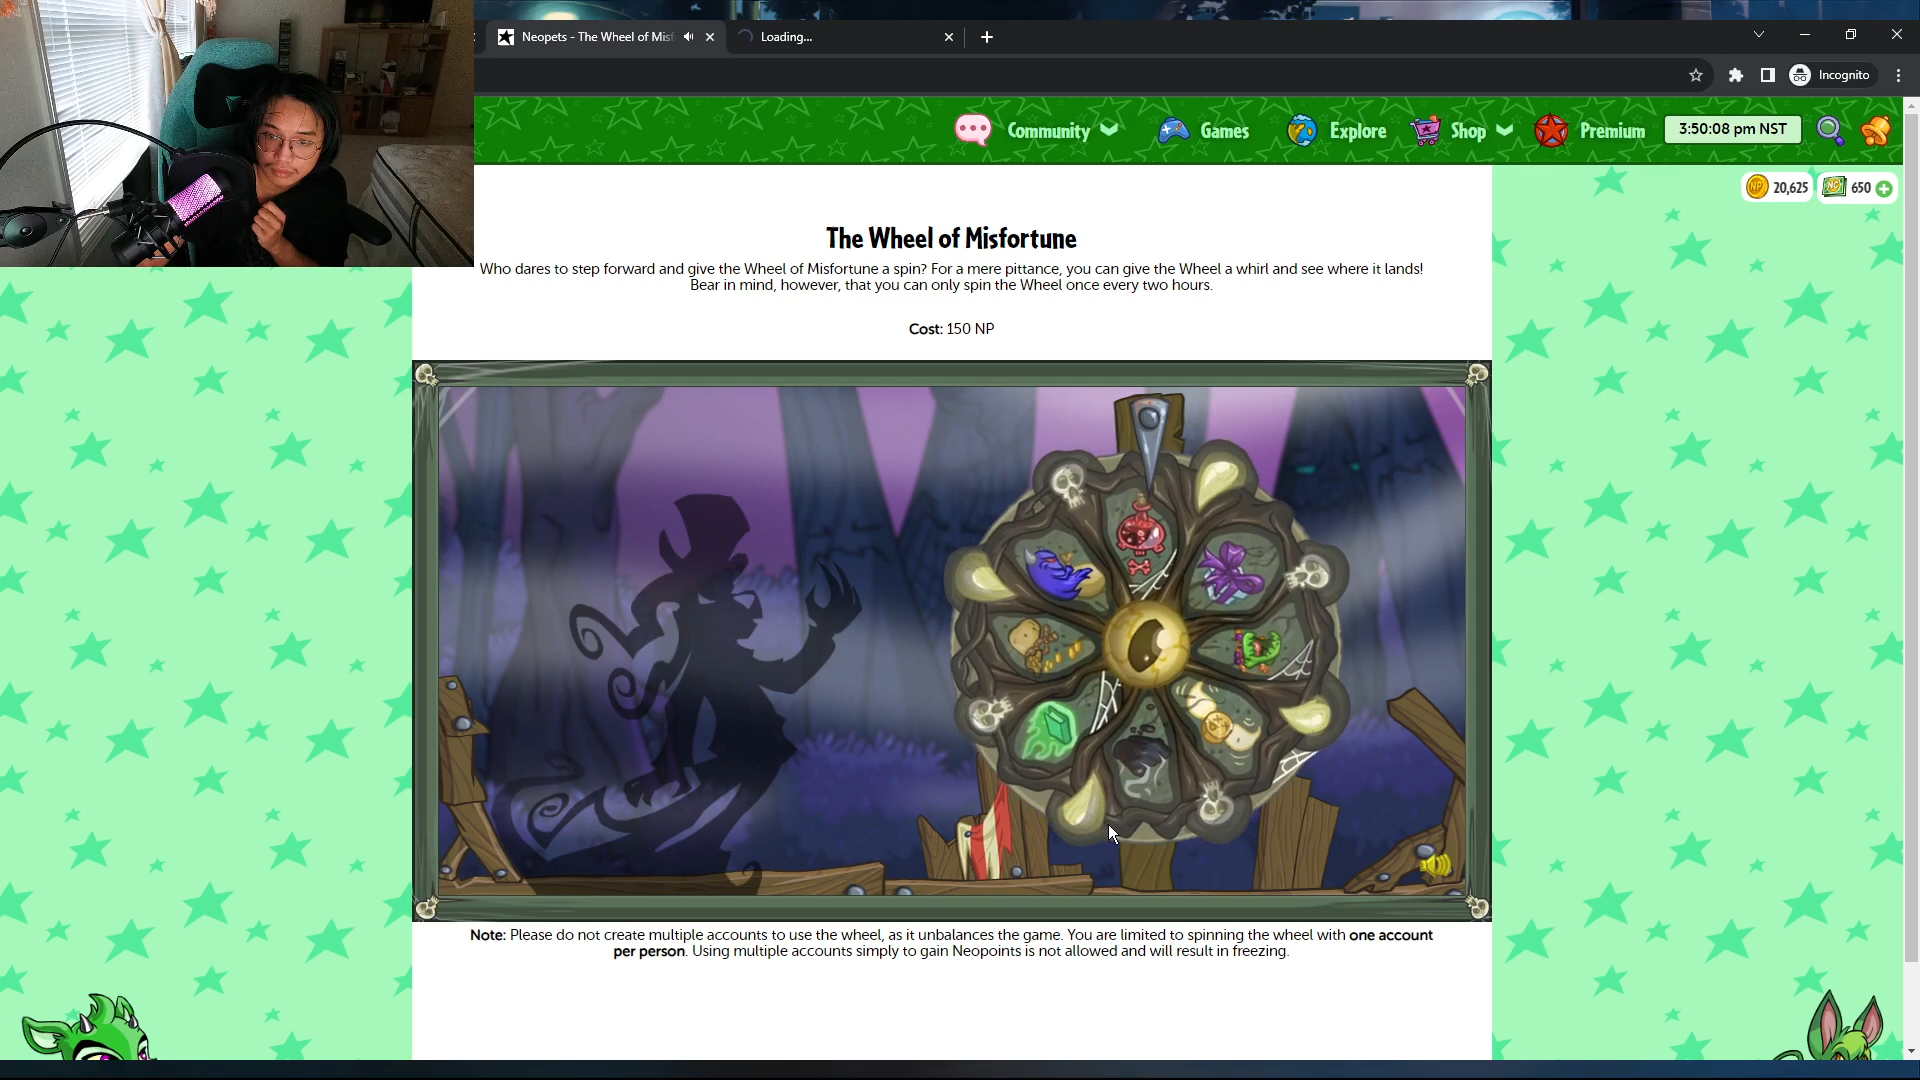 Neopets - The Wheel of Mis
Loading...
Incognito
Community
Games
Explore
Shop
Premium
3:50:08 pm NST
NP
20,625
NC
650
The Wheel of Misfortune
Who dares to step forward and give the Wheel of Misfortune a spin? For a mere pittance, you can give the Wheel a whirl and see where it lands!
Bear in mind, however, that you can only spin the Wheel once every two hours.
Cost: 150 NP
Note: Please do not create multiple accounts to use the wheel, as it unbalances the game. You are limited to spinning the wheel with one account
per person. Using multiple accounts simply to gain Neopoints is not allowed and will result in freezing.